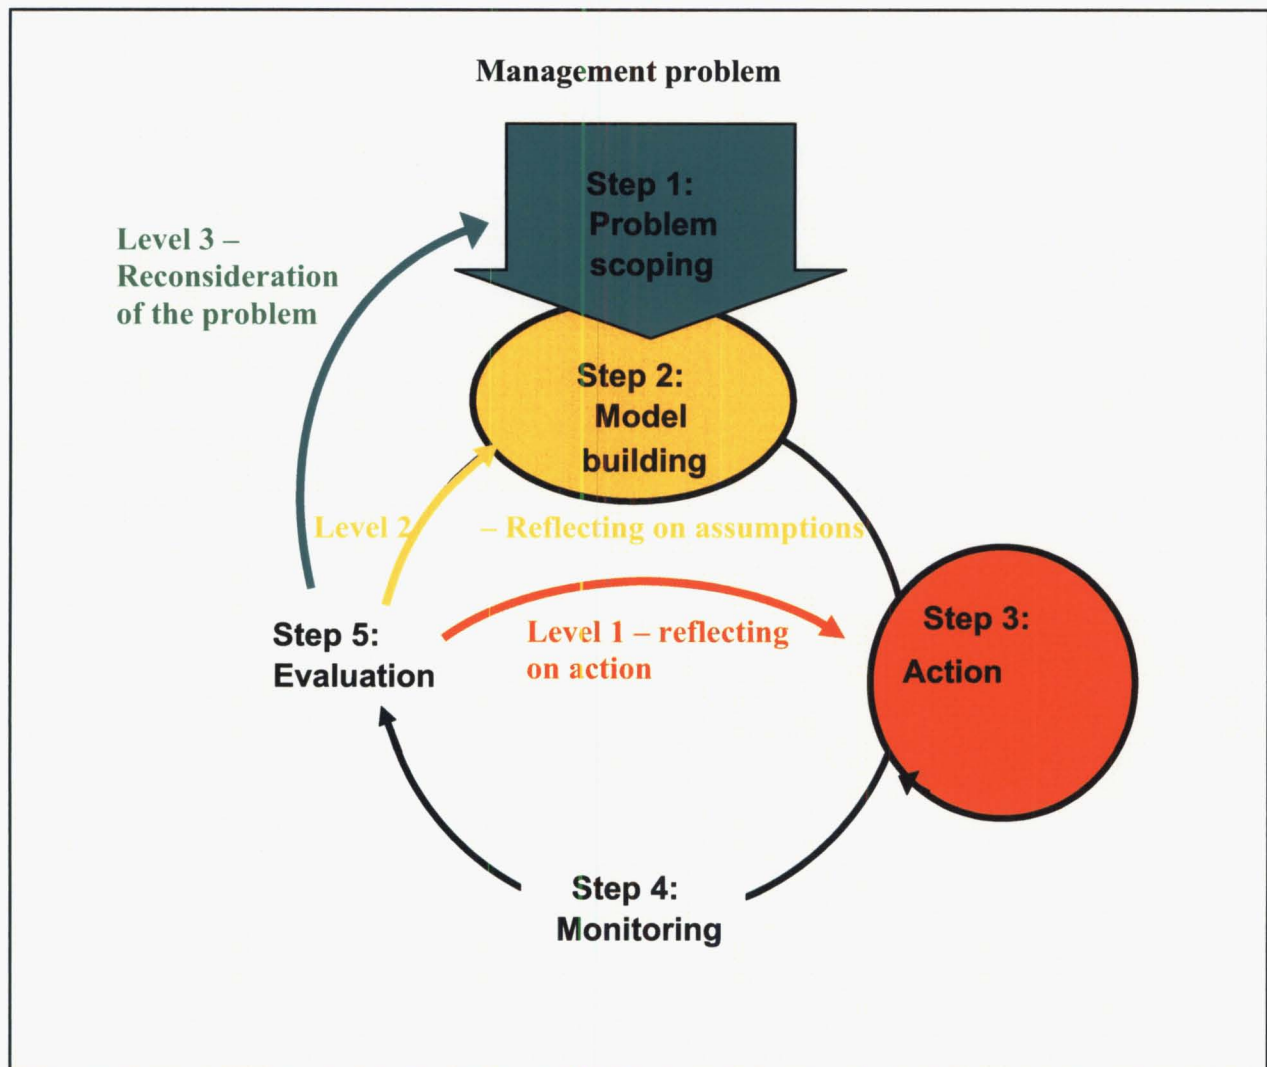 Management problem
Step 1:
Problem
scoping
Level 3 –
Reconsideration
of the problem
Step 2:
Model
building
Level 2 – Reflecting on assumptions
Step 3:
Action
Level 1 – reflecting
on action
Step 5:
Evaluation
Step 4:
Monitoring